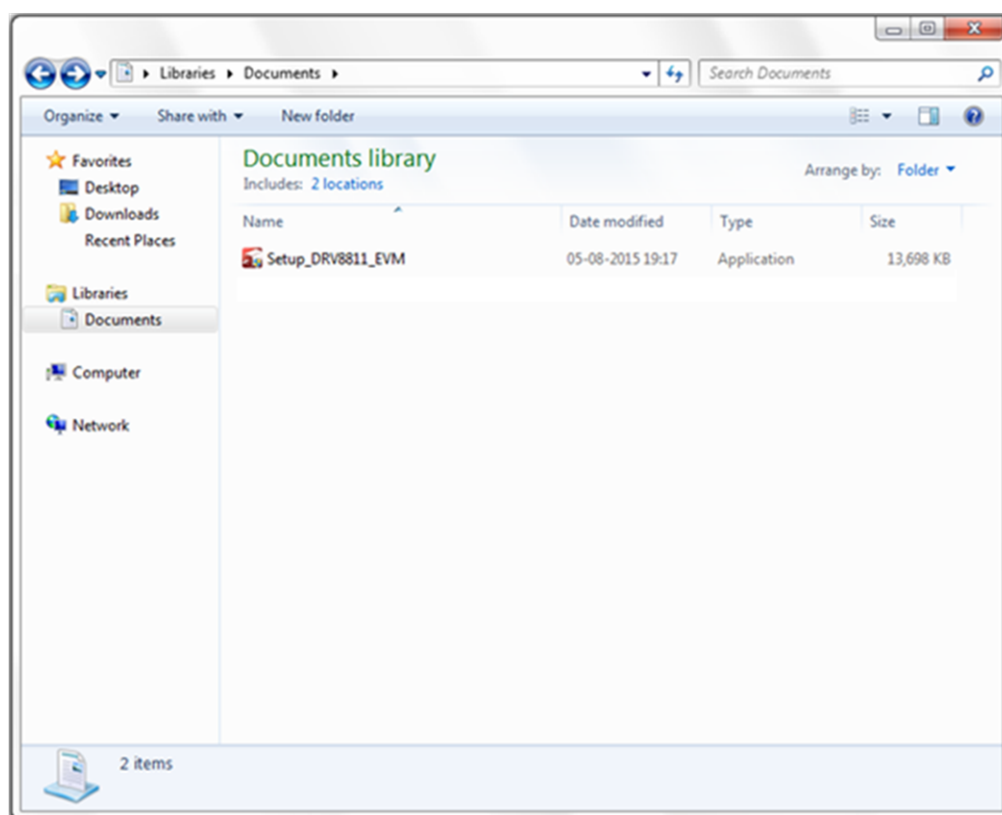 Libraries Documents
Search Documents
Organize Share with New folder
Favorites
Desktop
Downloads
Recent Places
Libraries
Documents
Computer
Network
Documents library
Includes: 2 locations
Arrange by: Folder
Name Date modified Type Size
Setup_DRV8811_EVM 05-08-2015 19:17 Application 13,698 KB
2 items